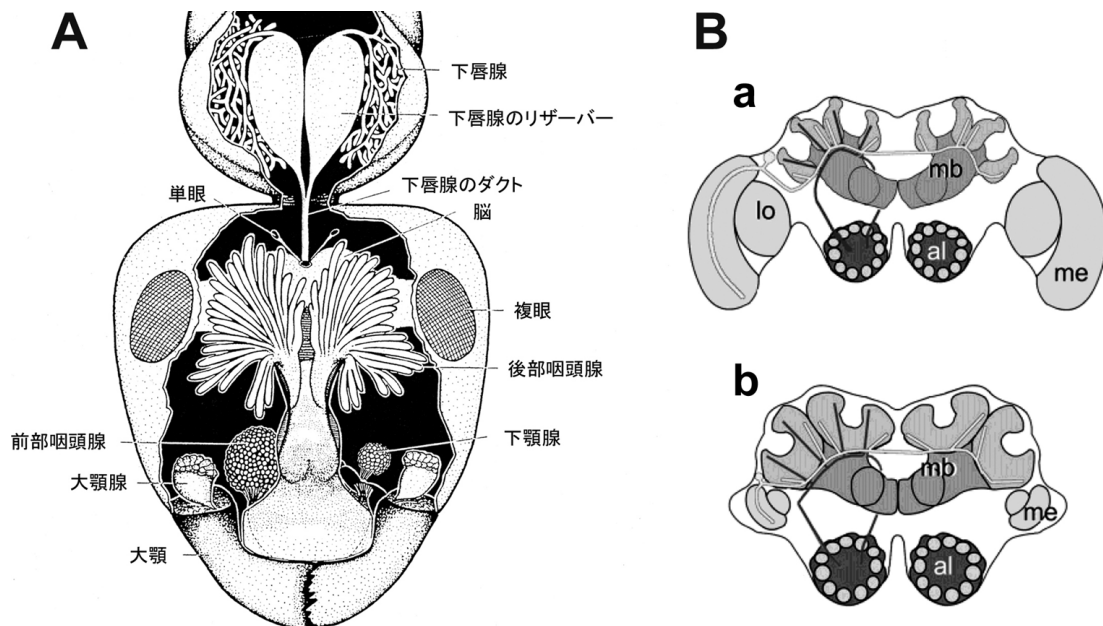 A
下唇腺
下唇腺のリザーバー
下唇腺のダクト
単眼
脳
複眼
後部咽頭腺
前部咽頭腺
下顎腺
大顎腺
大顎
B
a
mb
lo
al
me
b
mb
me
al